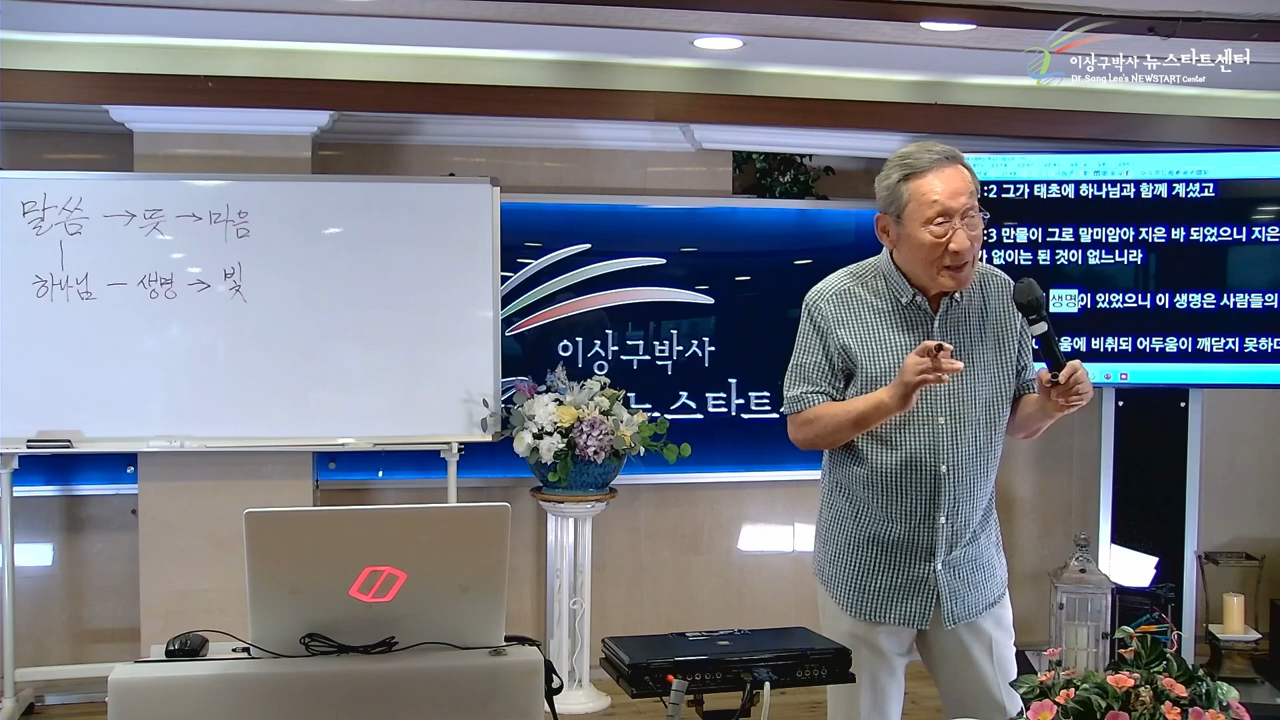 이상구박사 뉴스타트센터
Dr. Sang Lee's NEWSTART Center
말씀 → 뜻 → 마음
하나님 - 생명 → 빛
이상구박사
뉴스타트
:2 그가 태초에 하나님과 함께 계셨고
:3 만물이 그로 말미암아 지은 바 되었으니 지은
없이는 된 것이 없느니라
생명이 있었으니 이 생명은 사람들의
움에 비취되 어두움이 깨닫지 못하